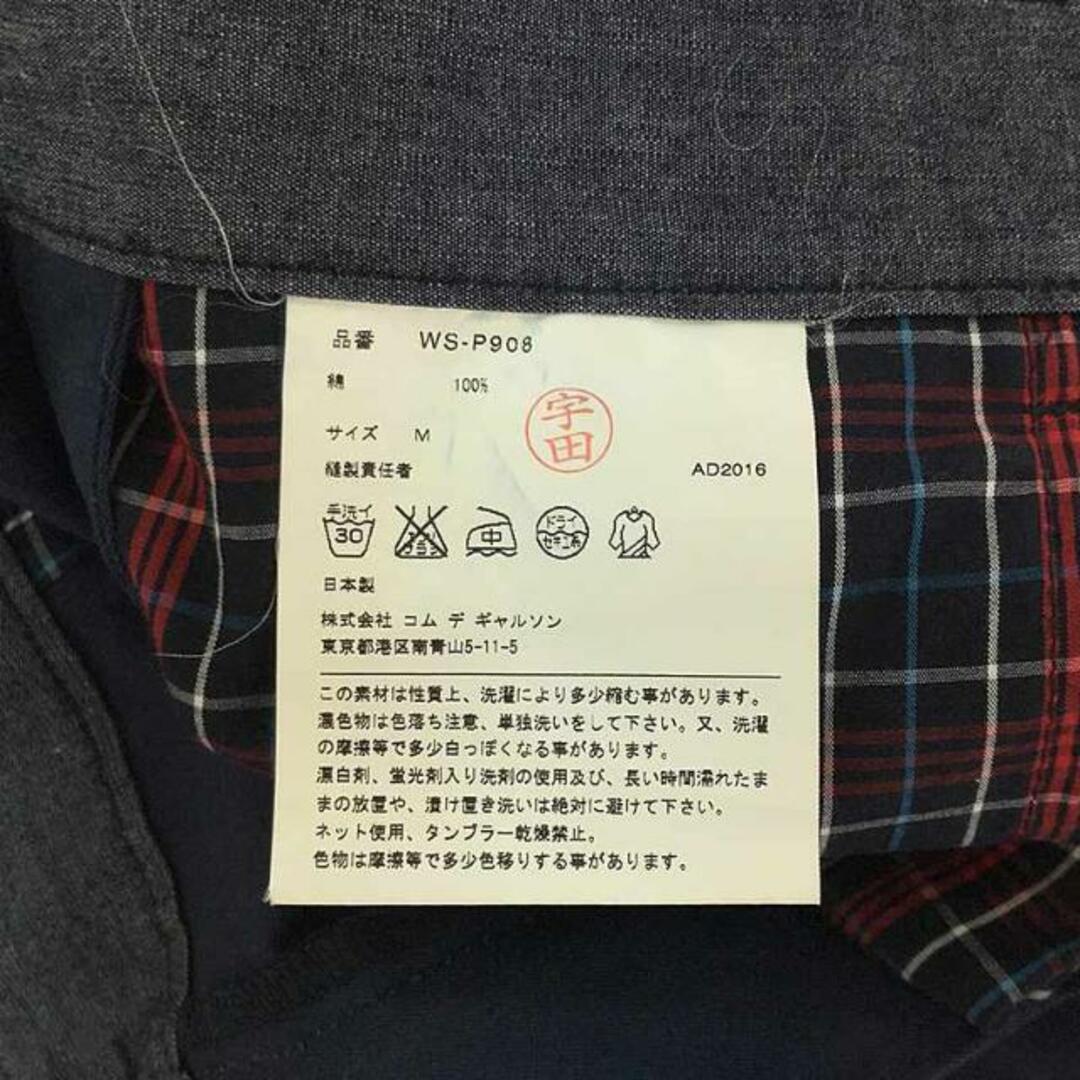 品番 WS-P906
綿 100%
サイズ M
宇田
縫製責任者 AD2016
手洗イ
30
中
ドライ
セキユ系
日本製
株式会社 コム デ ギャルソン
東京都港区南青山5-11-5
この素材は性質上、洗濯により多少縮む事があります。
濃色物は色落ち注意、単独洗いをして下さい。又、洗濯
の摩擦等で多少白っぽくなる事があります。
漂白剤、蛍光剤入り洗剤の使用及び、長い時間濡れたま
まの放置や、漬け置き洗いは絶対に避けて下さい。
ネット使用、タンブラー乾燥禁止。
色物は摩擦等で多少色移りする事が有ります。